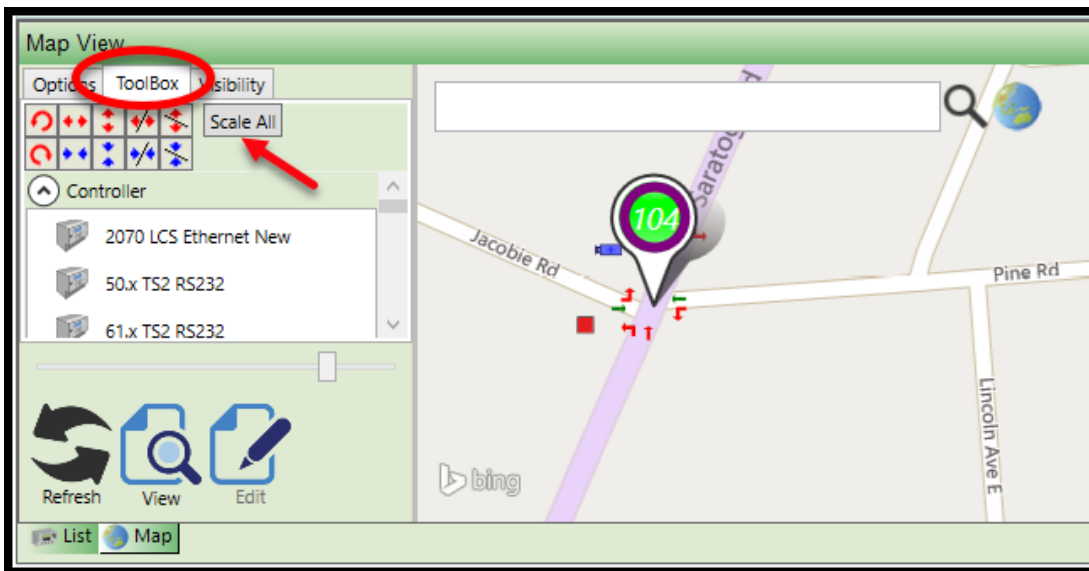 Map View
Options ToolBox Visibility
Scale All
Controller
2070 LCS Ethernet New
50.x TS2 RS232
61.x TS2 RS232
Refresh View Edit
List Map
104
Jacobie Rd
Pine Rd
Lincoln Ave E
bing